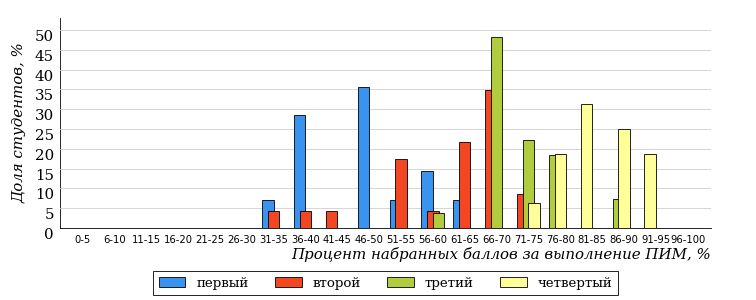 Доля студентов, %
50
45
40
35
30
25
20
15
10
5
0
0-5 6-10 11-15 16-20 21-25 26-30 31-35 36-40 41-45 46-50 51-55 56-60 61-65 66-70 71-75 76-80 81-85 86-90 91-95 96-100
Процент набранных баллов за выполнение ПИМ, %
первый второй третий четвертый